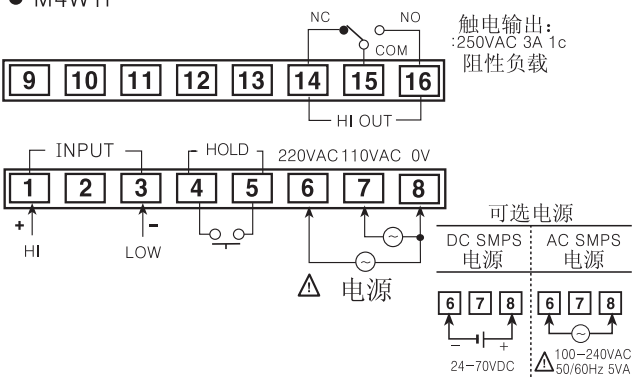 ● M4W1P
NC NO
COM
触电输出：
:250VAC 3A 1c
阻性负载
9 10 11 12 13 14 15 16
HI OUT
INPUT HOLD 220VAC 110VAC 0V
1 2 3 4 5 6 7 8
+ -
HI LOW
⚠ 电源
可选电源
DC SMPS 电源
AC SMPS 电源
6 7 8 6 7 8
- +
24-70VDC
⚠ 100-240VAC
50/60Hz 5VA